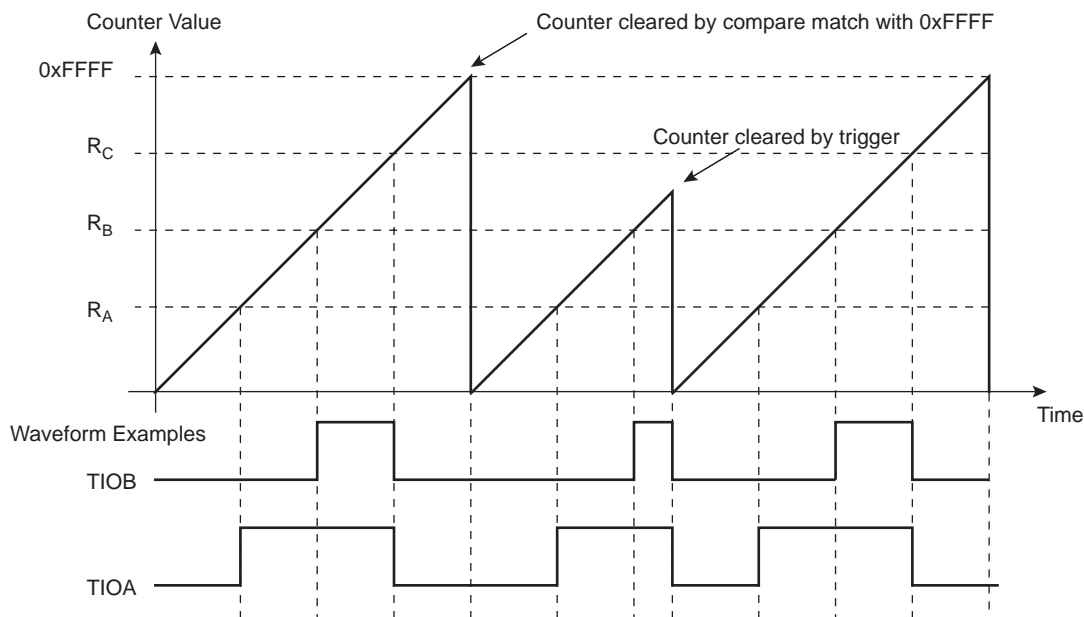 Counter Value
Counter cleared by compare match with 0xFFFF
0xFFFF
RC
Counter cleared by trigger
RB
RA
Time
Waveform Examples
TIOB
TIOA